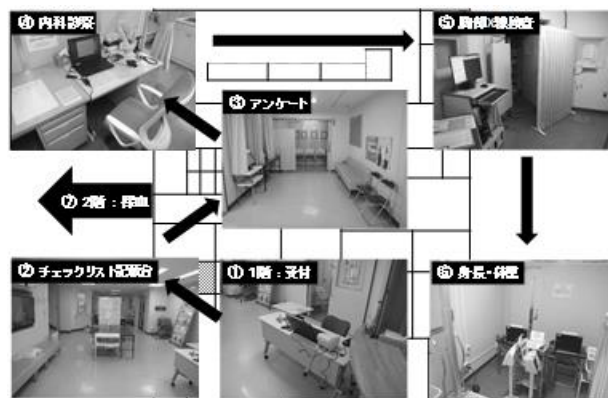 ① 1階：受付
② チェックリスト記載台
③ アンケート
④ 内科診察
⑤ 胸部X線検査
⑥ 身長・体重
⑦ 2階：採血